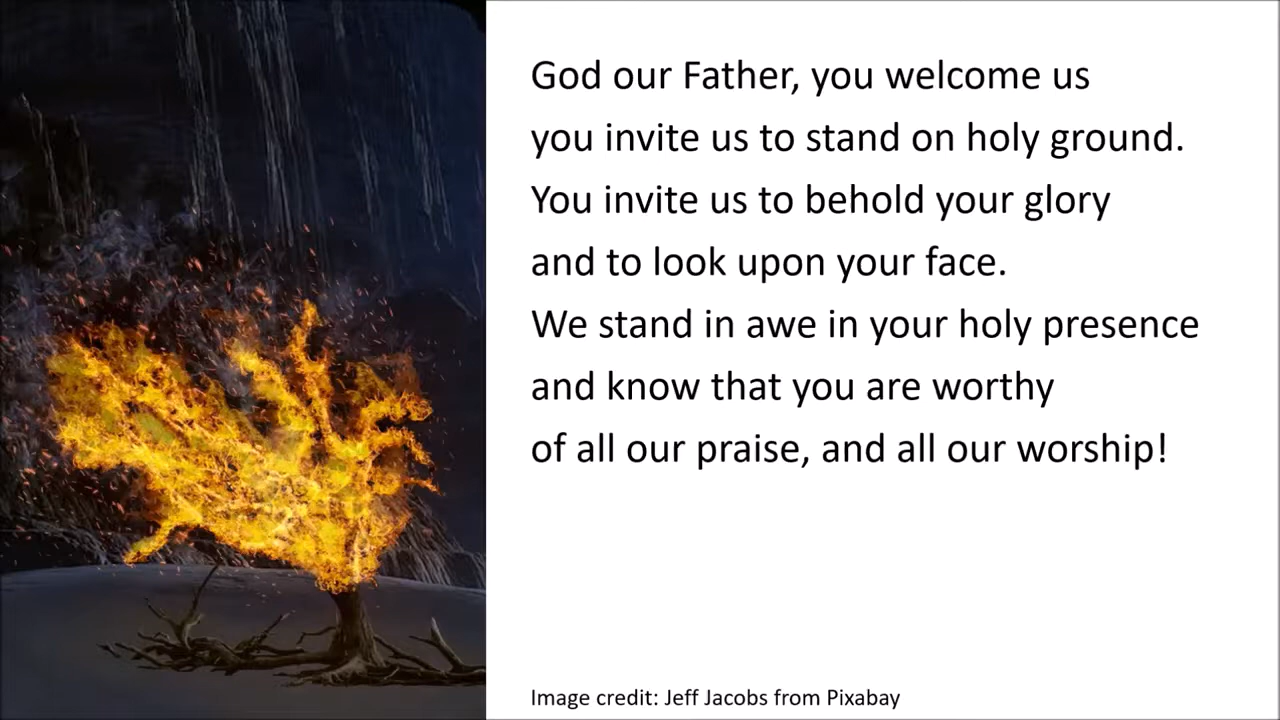 God our Father, you welcome us
you invite us to stand on holy ground.
You invite us to behold your glory
and to look upon your face.
We stand in awe in your holy presence
and know that you are worthy
of all our praise, and all our worship!
Image credit: Jeff Jacobs from Pixabay